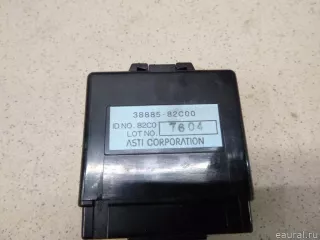 38885-82C00
ID NO. 82C0
LOT NO. 7604
ASTI CORPORATION
© eaural.ru